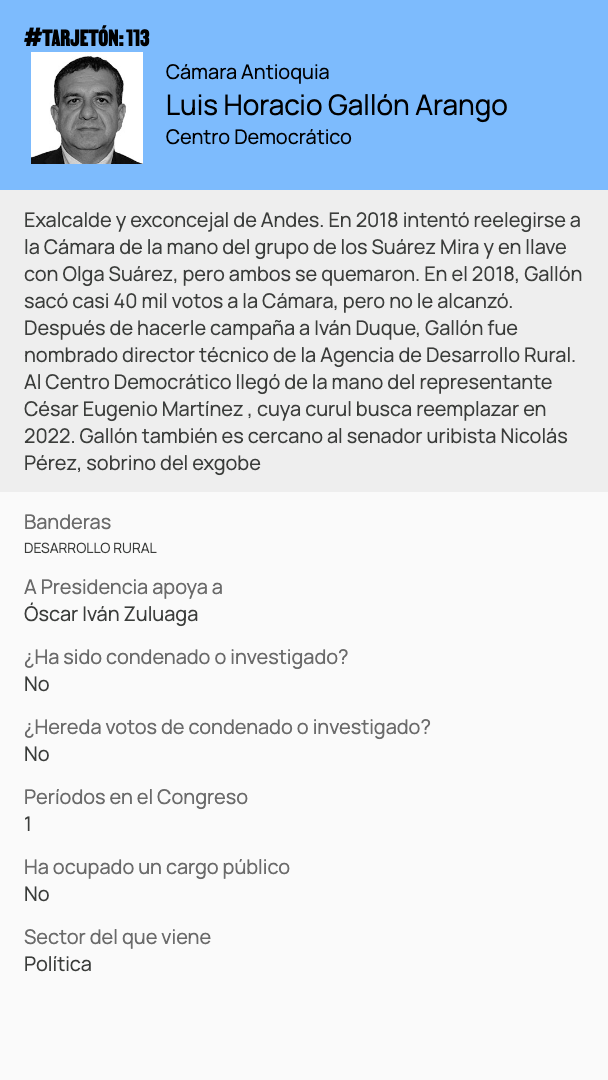 #TARJETÓN: 113
Cámara Antioquia
Luis Horacio Gallón Arango
Centro Democrático
Exalcalde y exconcejal de Andes. En 2018 intentó reelegirse a
la Cámara de la mano del grupo de los Suárez Mira y en llave
con Olga Suárez, pero ambos se quemaron. En el 2018, Gallón
sacó casi 40 mil votos a la Cámara, pero no le alcanzó.
Después de hacerle campaña a Iván Duque, Gallón fue
nombrado director técnico de la Agencia de Desarrollo Rural.
Al Centro Democrático llegó de la mano del representante
César Eugenio Martínez , cuya curul busca reemplazar en
2022. Gallón también es cercano al senador uribista Nicolás
Pérez, sobrino del exgobe
Banderas
DESARROLLO RURAL
A Presidencia apoya a
Óscar Iván Zuluaga
¿Ha sido condenado o investigado?
No
¿Hereda votos de condenado o investigado?
No
Períodos en el Congreso
1
Ha ocupado un cargo público
No
Sector del que viene
Política